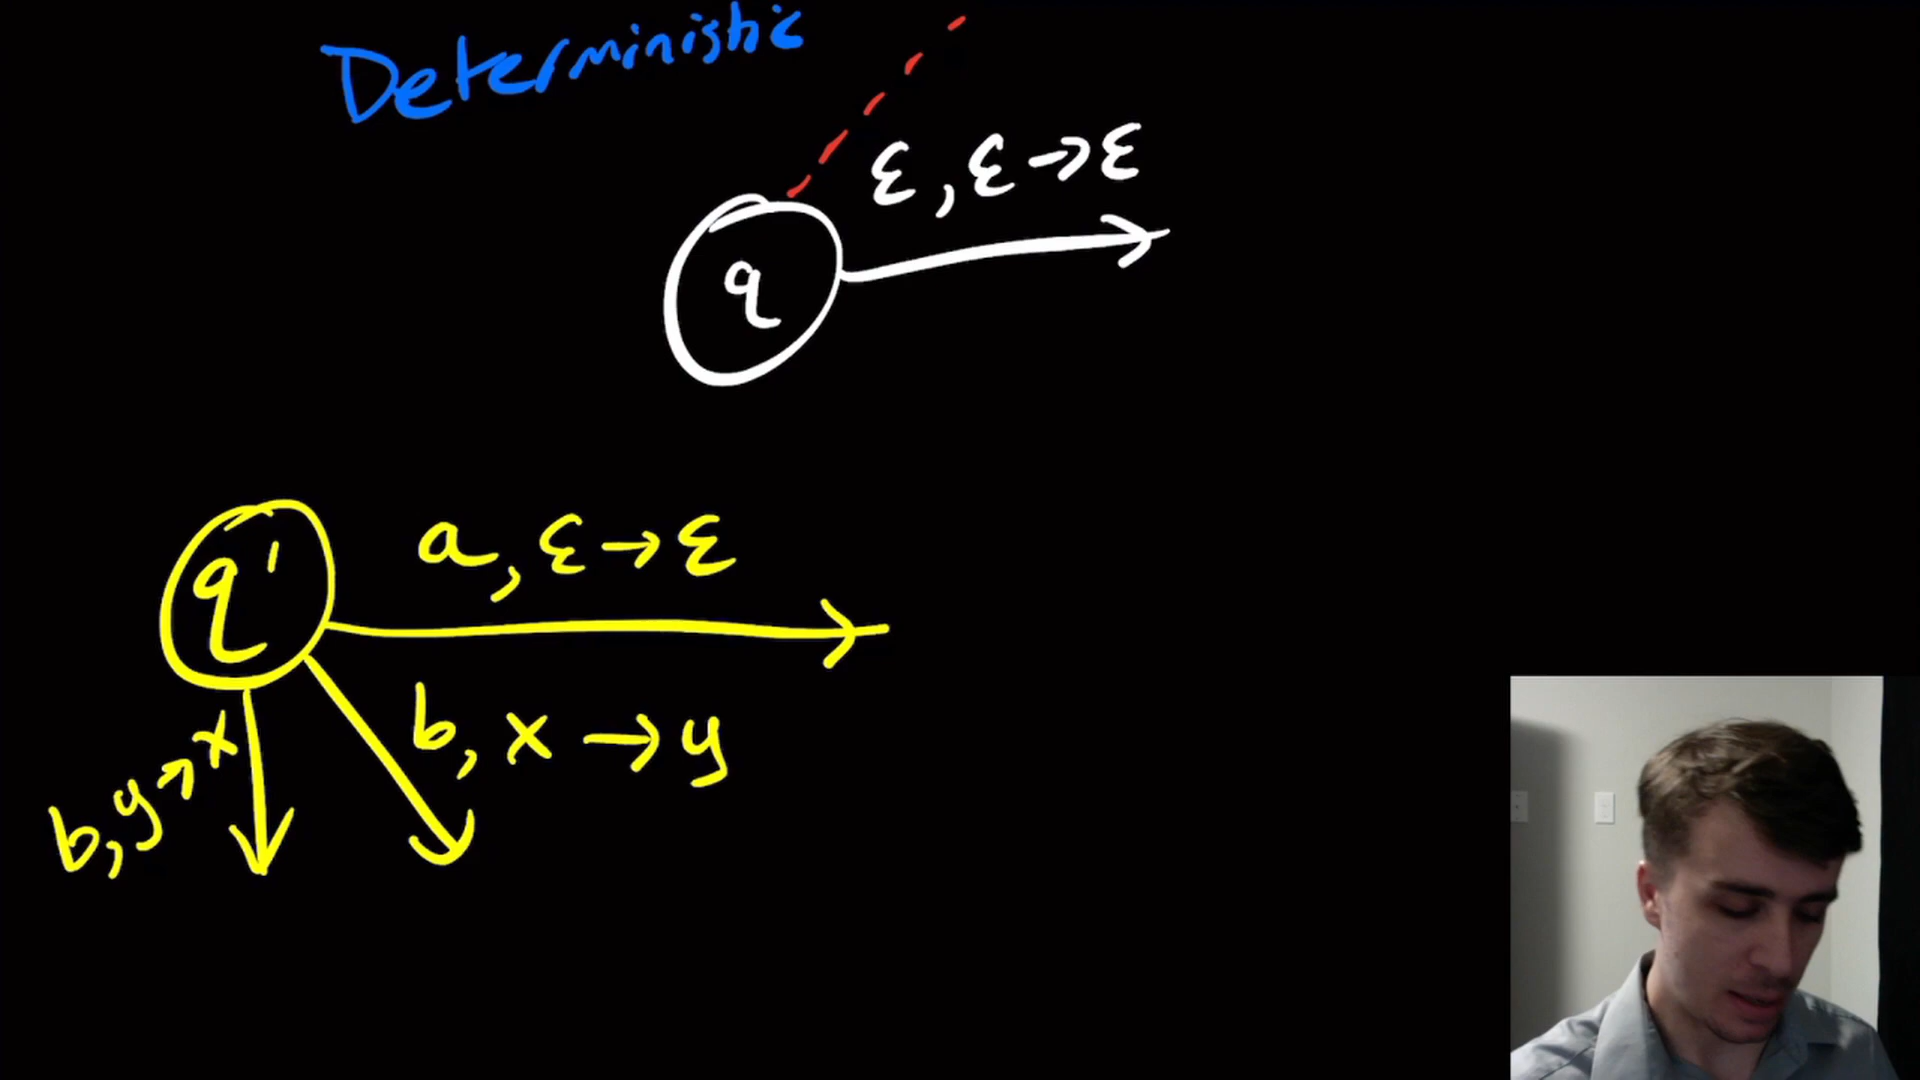 Deterministic
ε, ε → ε
q
q'
a, ε → ε
b, x → y
b, y → x